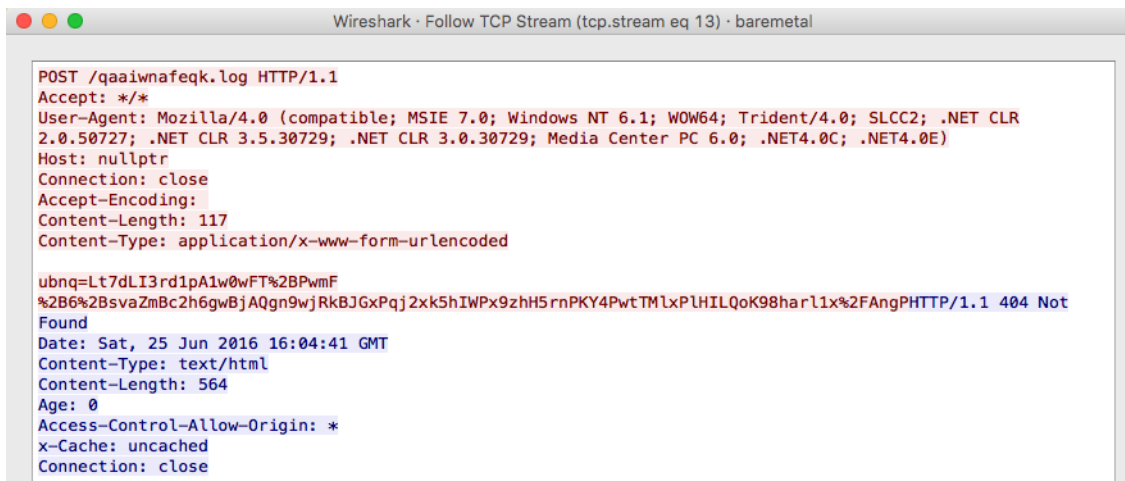 Wireshark · Follow TCP Stream (tcp.stream eq 13) · baremetal
POST /qaaiwnafeqk.log HTTP/1.1
Accept: */*
User-Agent: Mozilla/4.0 (compatible; MSIE 7.0; Windows NT 6.1; WOW64; Trident/4.0; SLCC2; .NET CLR
2.0.50727; .NET CLR 3.5.30729; .NET CLR 3.0.30729; Media Center PC 6.0; .NET4.0C; .NET4.0E)
Host: nullptr
Connection: close
Accept-Encoding:
Content-Length: 117
Content-Type: application/x-www-form-urlencoded
ubnq=Lt7dLI3rd1pA1w0wFT%2BPwmF
%2B6%2BsvaZmBc2h6gwBjAQgn9wjRkBJGxPqj2xk5hIWPx9zhH5rnPKY4PwtTMlxPlHILQoK98harl1x%2FAngPHTTP/1.1 404 Not
Found
Date: Sat, 25 Jun 2016 16:04:41 GMT
Content-Type: text/html
Content-Length: 564
Age: 0
Access-Control-Allow-Origin: *
x-Cache: uncached
Connection: close